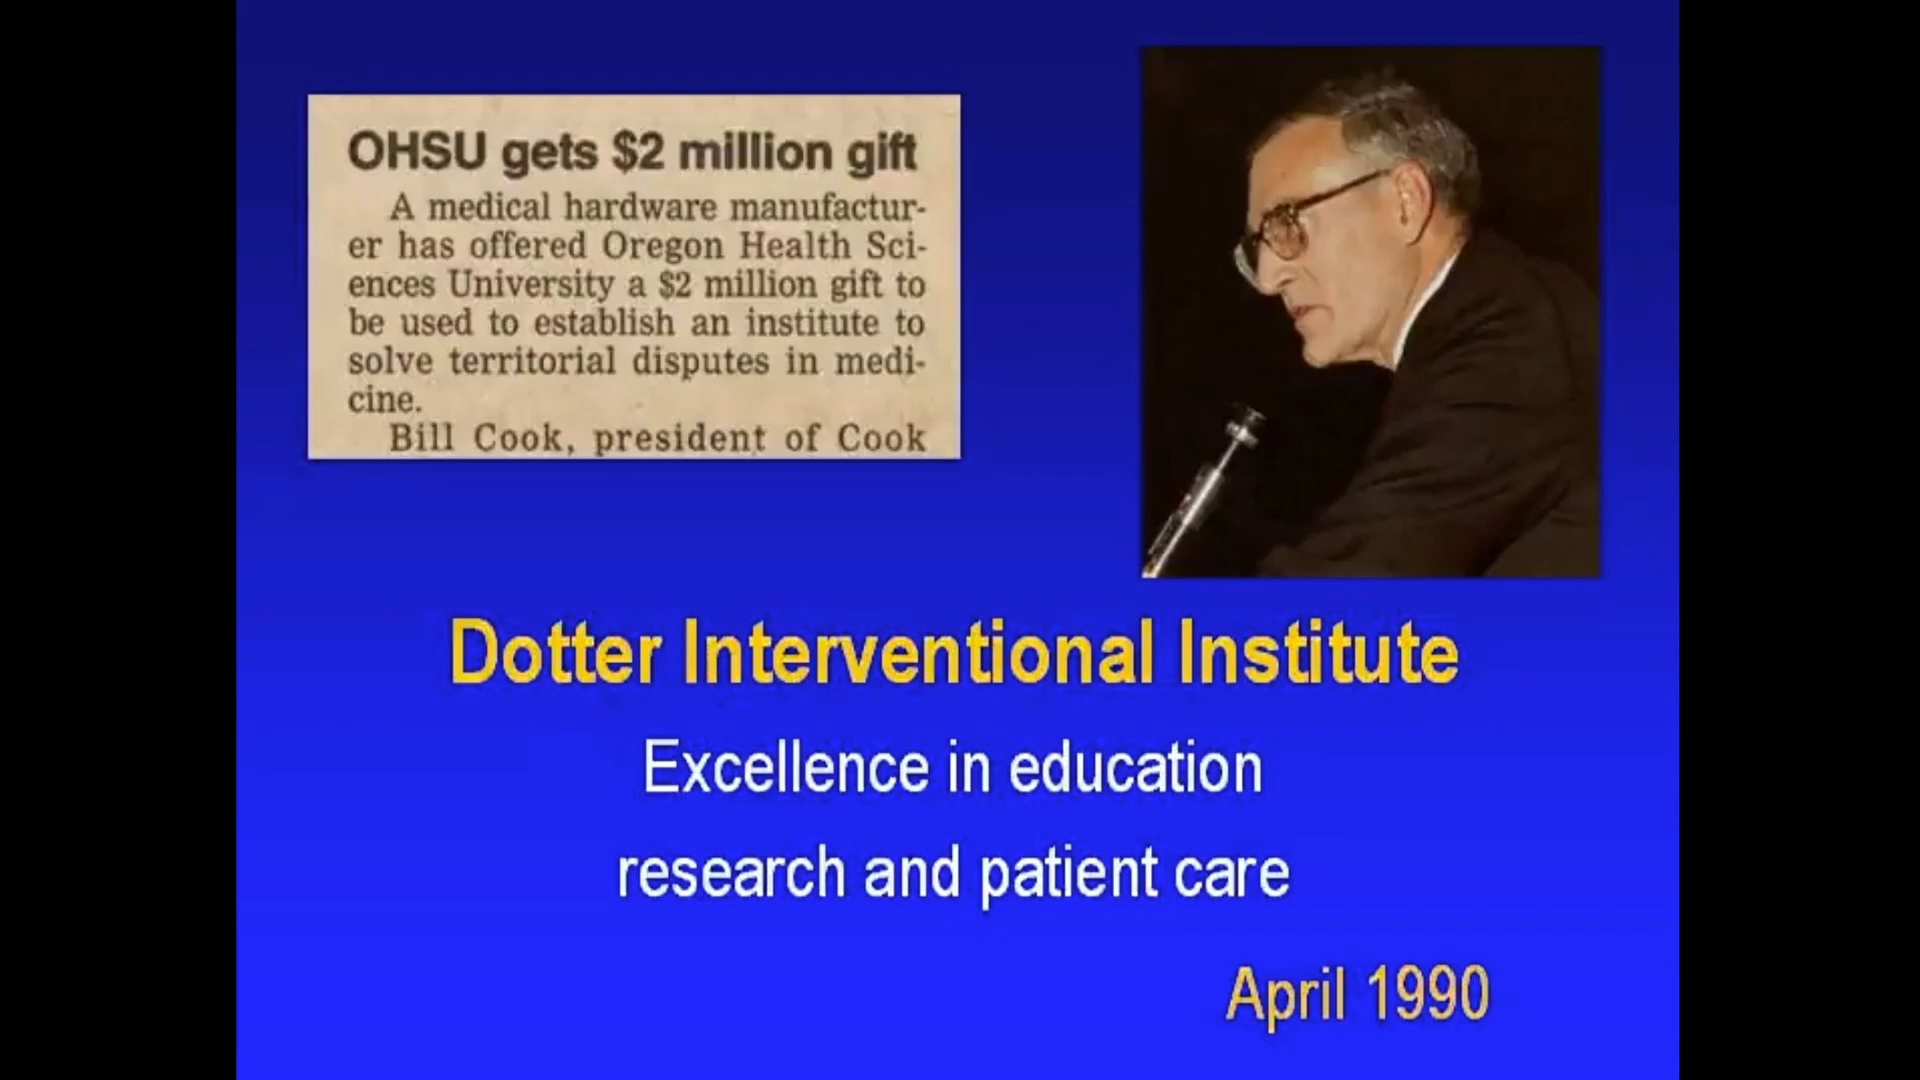 OHSU gets $2 million gift
A medical hardware manufactur-
er has offered Oregon Health Sci-
ences University a $2 million gift to
be used to establish an institute to
solve territorial disputes in medi-
cine.
Bill Cook, president of Cook
Dotter Interventional Institute
Excellence in education
research and patient care
April 1990